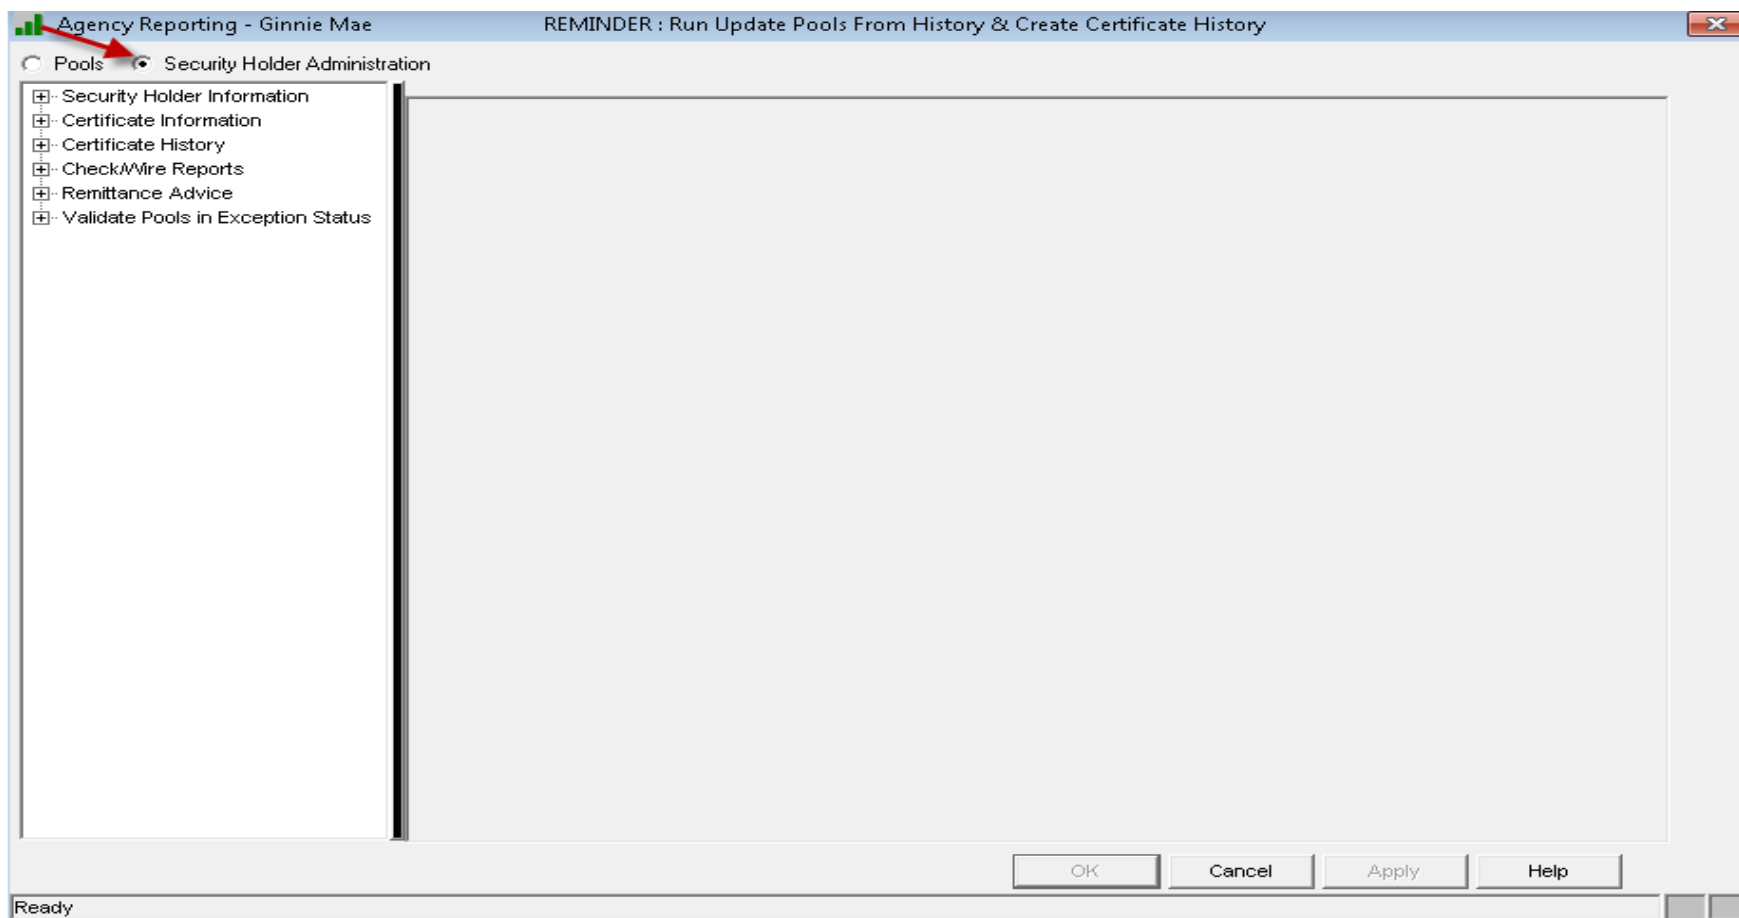 Agency Reporting - Ginnie Mae REMINDER : Run Update Pools From History & Create Certificate History
Pools Security Holder Administration
Security Holder Information
Certificate Information
Certificate History
Check/Wire Reports
Remittance Advice
Validate Pools in Exception Status
OK Cancel Apply Help
Ready